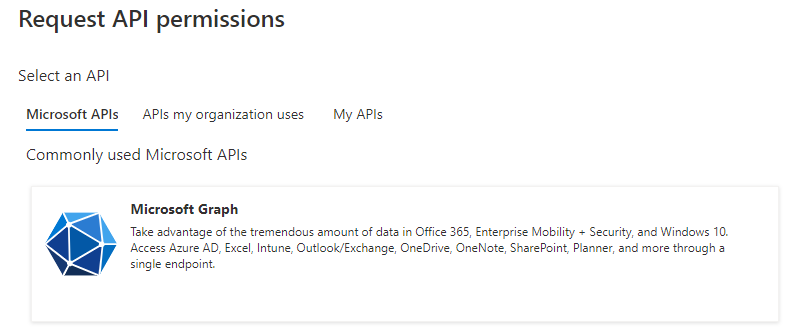 Request API permissions
Select an API
Microsoft APIs APIs my organization uses My APIs
Commonly used Microsoft APIs
Microsoft Graph
Take advantage of the tremendous amount of data in Office 365, Enterprise Mobility + Security, and Windows 10.
Access Azure AD, Excel, Intune, Outlook/Exchange, OneDrive, OneNote, SharePoint, Planner, and more through a
single endpoint.